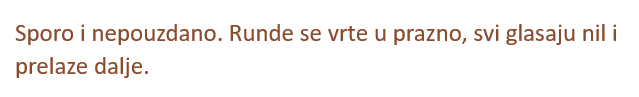 Sporo i nepouzdano. Runde se vrte u prazno, svi glasaju nil i
prelaze dalje.